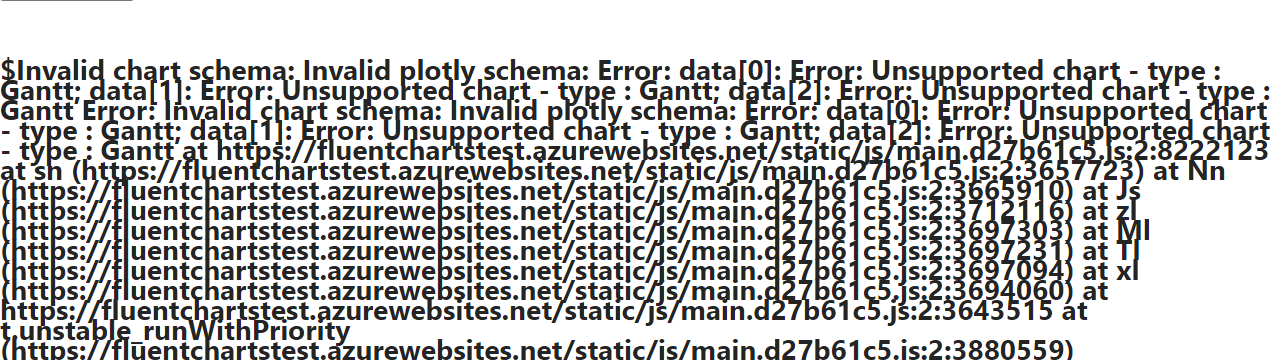 $Invalid chart schema: Invalid plotly schema: Error: data[0]: Error: Unsupported chart - type :
Gantt; data[1]: Error: Unsupported chart - type : Gantt; data[2]: Error: Unsupported chart - type :
Gantt Error: Invalid chart schema: Invalid plotly schema: Error: data[0]: Error: Unsupported chart
- type : Gantt; data[1]: Error: Unsupported chart - type : Gantt; data[2]: Error: Unsupported chart
- type : Gantt at https://fluentchartstest.azurewebsites.net/static/js/main.d27b61c5.js:2:8222123
at sh (https://fluentchartstest.azurewebsites.net/static/js/main.d27b61c5.js:2:3657723) at Nn
(https://fluentchartstest.azurewebsites.net/static/js/main.d27b61c5.js:2:3665910) at Js
(https://fluentchartstest.azurewebsites.net/static/js/main.d27b61c5.js:2:3712116) at zl
(https://fluentchartstest.azurewebsites.net/static/js/main.d27b61c5.js:2:3697303) at Ml
(https://fluentchartstest.azurewebsites.net/static/js/main.d27b61c5.js:2:3697231) at Tl
(https://fluentchartstest.azurewebsites.net/static/js/main.d27b61c5.js:2:3697094) at xl
(https://fluentchartstest.azurewebsites.net/static/js/main.d27b61c5.js:2:3694060) at
https://fluentchartstest.azurewebsites.net/static/js/main.d27b61c5.js:2:3643515 at
t.unstable_runWithPriority
(https://fluentchartstest.azurewebsites.net/static/js/main.d27b61c5.js:2:3880559)